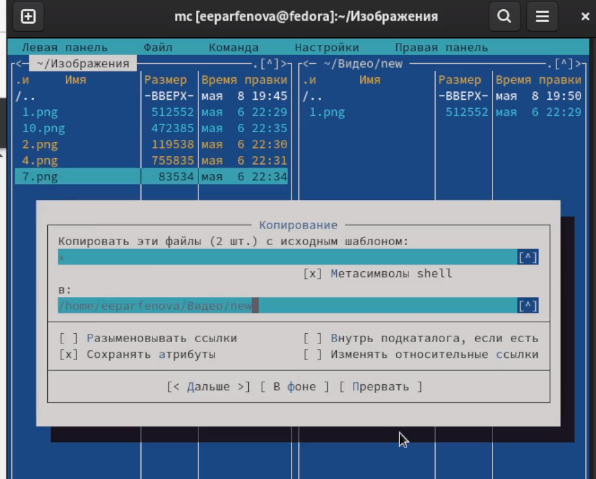 mc [eeparfenova@fedora]:~/Изображения
Левая панель Файл Команда Настройки Правая панель
<— ~/Изображения .[^]> <— ~/Видео/new .[^]>
.и Имя Размер Время правки .и Имя Размер Время правки
/.. -ВВЕРХ- мая 8 19:45 /.. -ВВЕРХ- мая 8 19:50
1.png 512552 мая 6 22:29 1.png 512552 мая 6 22:29
10.png 472385 мая 6 22:35
2.png 119538 мая 6 22:30
4.png 755835 мая 6 22:31
7.png 83534 мая 6 22:34
Копирование
Копировать эти файлы (2 шт.) с исходным шаблоном:
* [^]
[x] Метасимволы shell
в:
/home/eeparfenova/Видео/new [^]
[ ] Разыменовывать ссылки [ ] Внутрь подкаталога, если есть
[x] Сохранять атрибуты [ ] Изменять относительные ссылки
[< Дальше >] [ В фоне ] [ Прервать ]